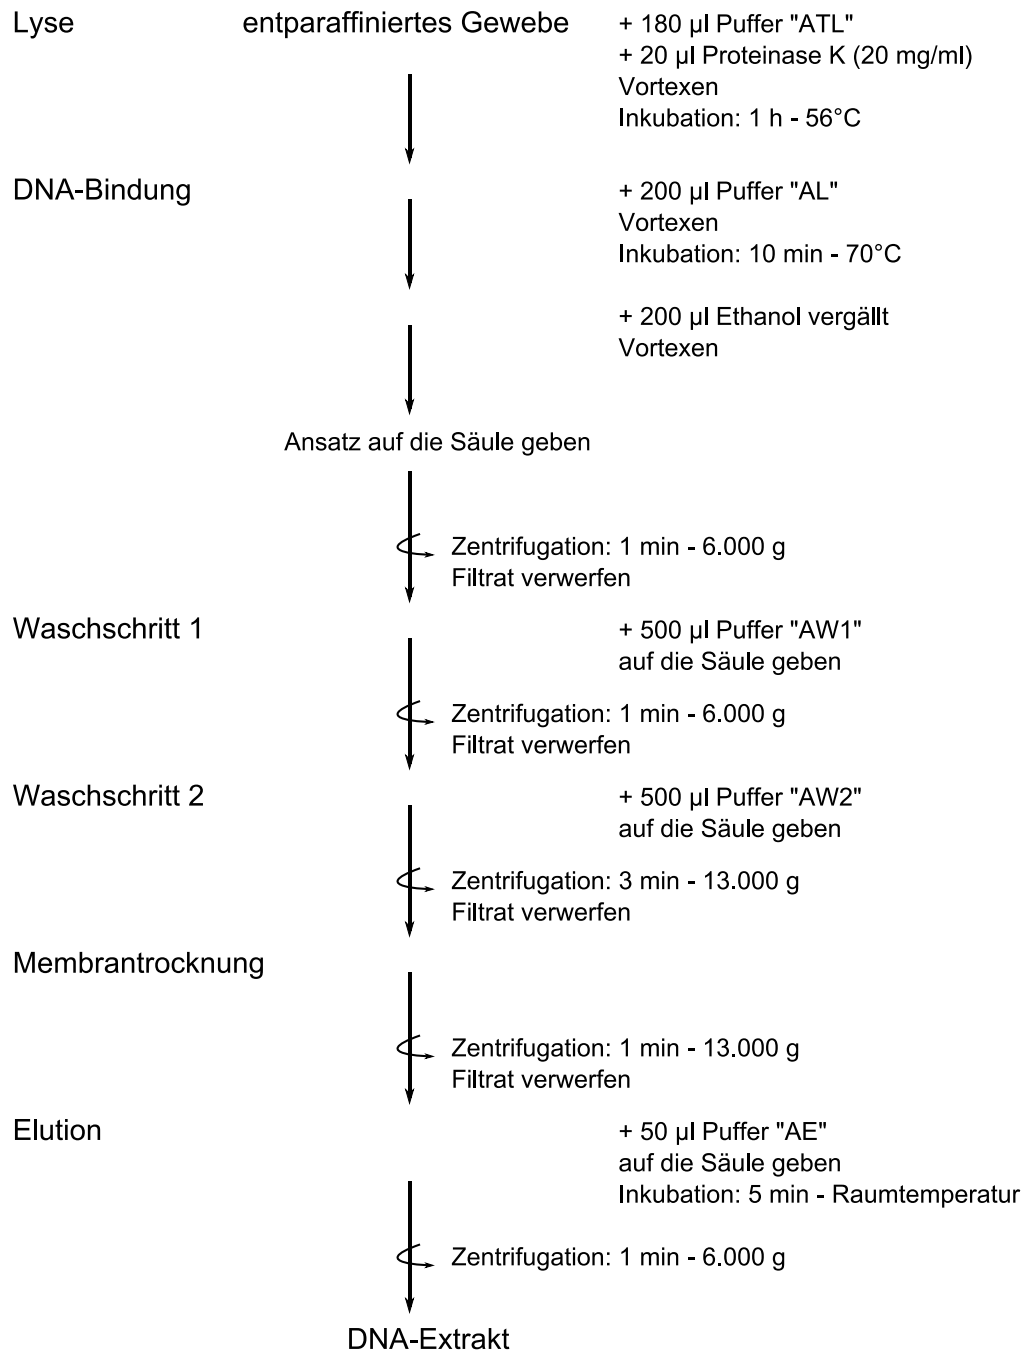 Lyse
entparaffiniertes Gewebe
+ 180 µl Puffer "ATL"
+ 20 µl Proteinase K (20 mg/ml)
Vortexen
Inkubation: 1 h - 56°C
DNA-Bindung
+ 200 µl Puffer "AL"
Vortexen
Inkubation: 10 min - 70°C
+ 200 µl Ethanol vergällt
Vortexen
Ansatz auf die Säule geben
Zentrifugation: 1 min - 6.000 g
Filtrat verwerfen
Waschschritt 1
+ 500 µl Puffer "AW1"
auf die Säule geben
Zentrifugation: 1 min - 6.000 g
Filtrat verwerfen
Waschschritt 2
+ 500 µl Puffer "AW2"
auf die Säule geben
Zentrifugation: 3 min - 13.000 g
Filtrat verwerfen
Membrantrocknung
Zentrifugation: 1 min - 13.000 g
Filtrat verwerfen
Elution
+ 50 µl Puffer "AE"
auf die Säule geben
Inkubation: 5 min - Raumtemperatur
Zentrifugation: 1 min - 6.000 g
DNA-Extrakt